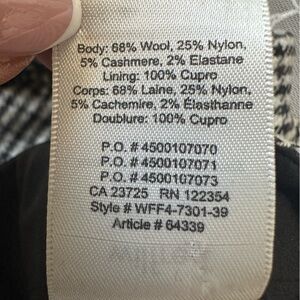 Body: 68% Wool, 25% Nylon,
5% Cashmere, 2% Elastane
Lining: 100% Cupro
Corps: 68% Laine, 25% Nylon,
5% Cachemire, 2% Élasthanne
Doublure: 100% Cupro
P.O. # 4500107070
P.O. # 4500107071
P.O. # 4500107073
CA 23725 RN 122354
Style # WFF4-7301-39
Article # 64339